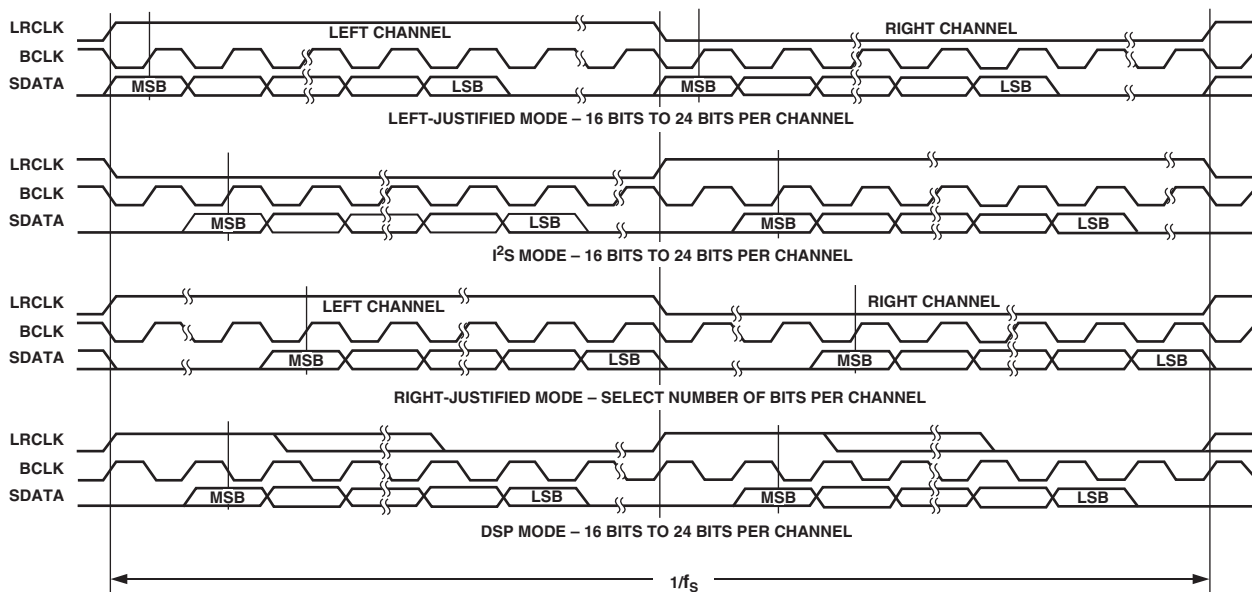 LRCLK LEFT CHANNEL RIGHT CHANNEL
BCLK
SDATA MSB LSB MSB LSB
LEFT-JUSTIFIED MODE – 16 BITS TO 24 BITS PER CHANNEL
LRCLK
BCLK
SDATA MSB LSB MSB LSB
I²S MODE – 16 BITS TO 24 BITS PER CHANNEL
LRCLK LEFT CHANNEL RIGHT CHANNEL
BCLK
SDATA MSB LSB MSB LSB
RIGHT-JUSTIFIED MODE – SELECT NUMBER OF BITS PER CHANNEL
LRCLK
BCLK
SDATA MSB LSB MSB LSB
DSP MODE – 16 BITS TO 24 BITS PER CHANNEL
1/fS